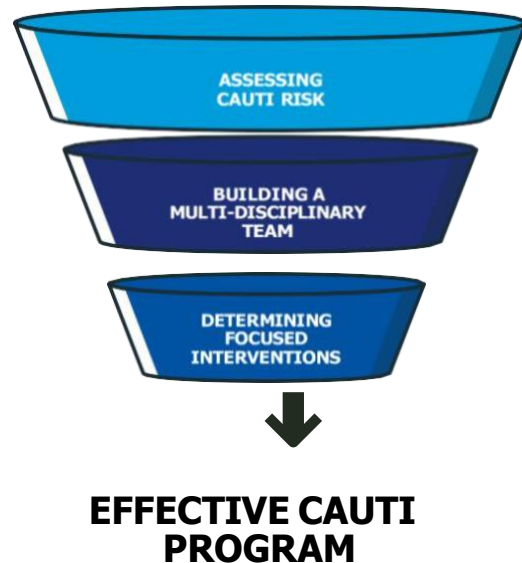 ASSESSING
CAUTI RISK
BUILDING A
MULTI-DISCIPLINARY
TEAM
DETERMINING
FOCUSED
INTERVENTIONS
EFFECTIVE CAUTI
PROGRAM